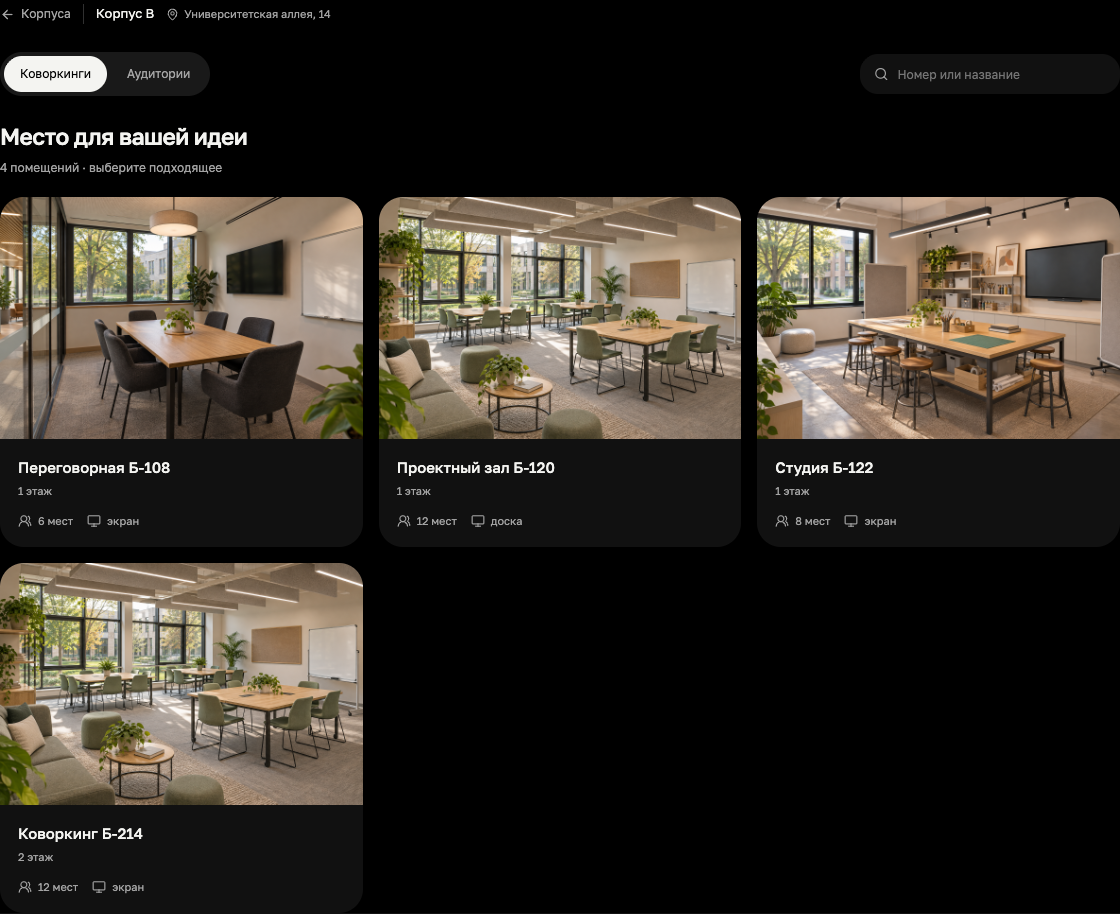 Корпуса
Корпус В
Университетская аллея, 14
Коворкинги
Аудитории
Номер или название
Место для вашей идеи
4 помещений · выберите подходящее
Переговорная Б-108
1 этаж
6 мест
экран
Проектный зал Б-120
1 этаж
12 мест
доска
Студия Б-122
1 этаж
8 мест
экран
Коворкинг Б-214
2 этаж
12 мест
экран